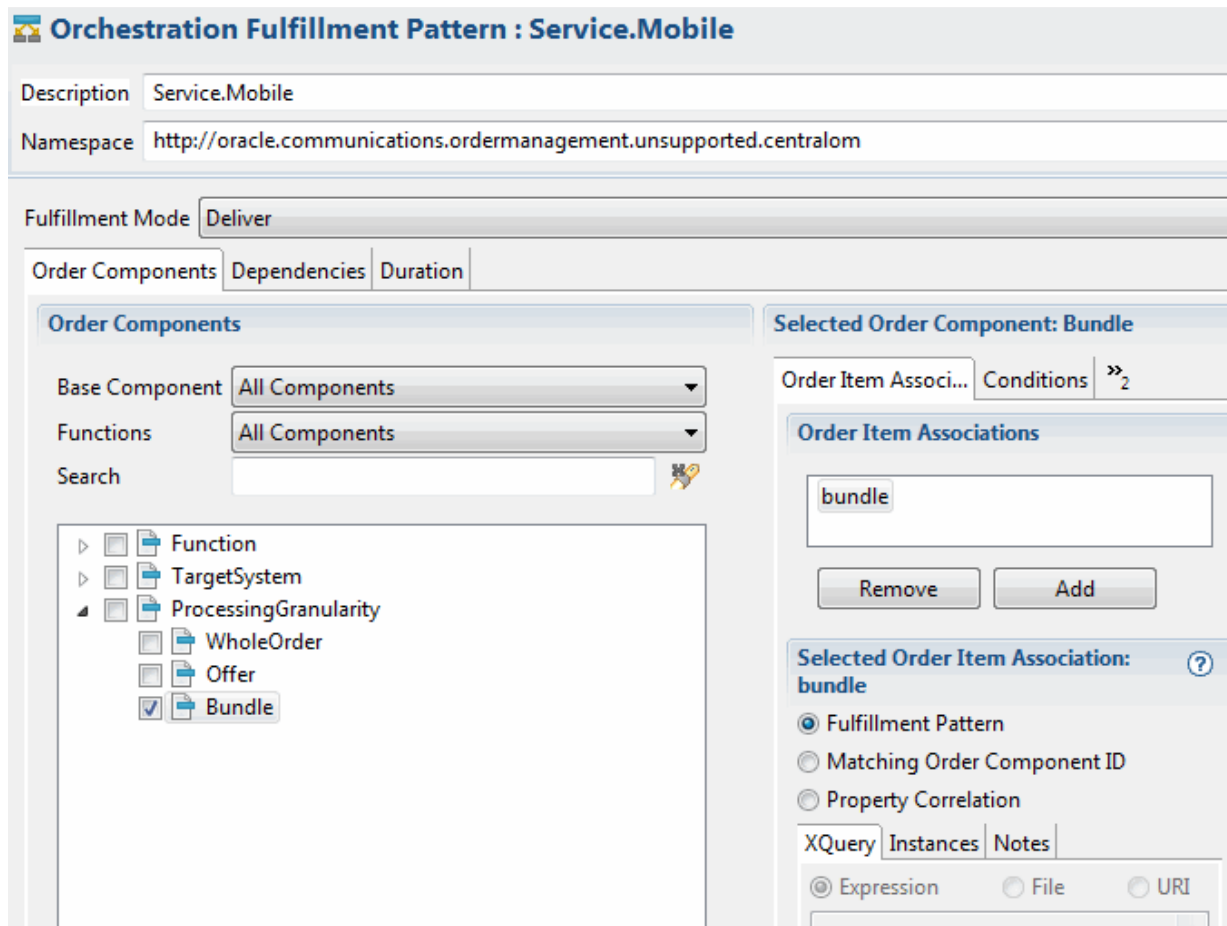 Orchestration Fulfillment Pattern : Service.Mobile
Description Service.Mobile
Namespace http://oracle.communications.ordermanagement.unsupported.centralom
Fulfillment Mode Deliver
Order Components Dependencies Duration
Order Components
Base Component All Components
Functions All Components
Search
Function
TargetSystem
ProcessingGranularity
WholeOrder
Offer
Bundle
Selected Order Component: Bundle
Order Item Associ... Conditions »2
Order Item Associations
bundle
Remove Add
Selected Order Item Association:
bundle
?
Fulfillment Pattern
Matching Order Component ID
Property Correlation
XQuery Instances Notes
Expression File URI